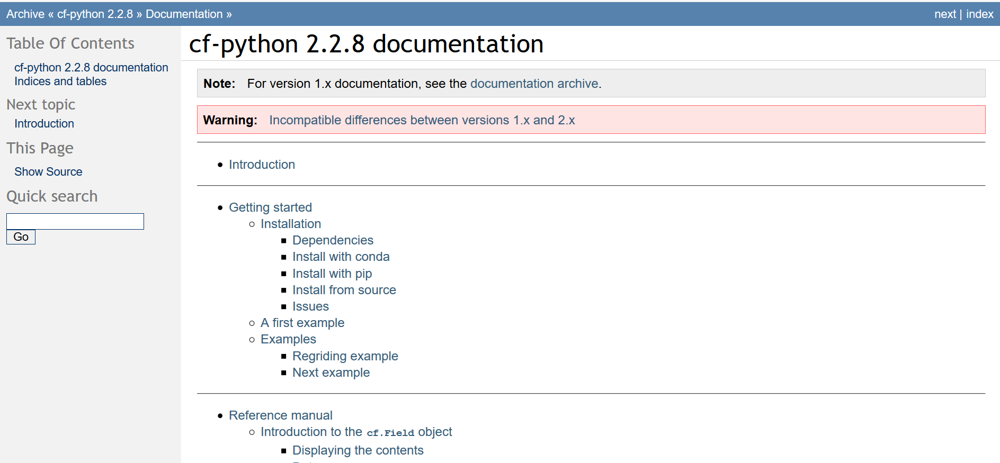 Archive « cf-python 2.2.8 » Documentation »
next | index
Table Of Contents
cf-python 2.2.8 documentation
Indices and tables
Next topic
Introduction
This Page
Show Source
Quick search
Go
cf-python 2.2.8 documentation
Note: For version 1.x documentation, see the documentation archive.
Warning: Incompatible differences between versions 1.x and 2.x
Introduction
Getting started
Installation
Dependencies
Install with conda
Install with pip
Install from source
Issues
A first example
Examples
Regriding example
Next example
Reference manual
Introduction to the cf.Field object
Displaying the contents